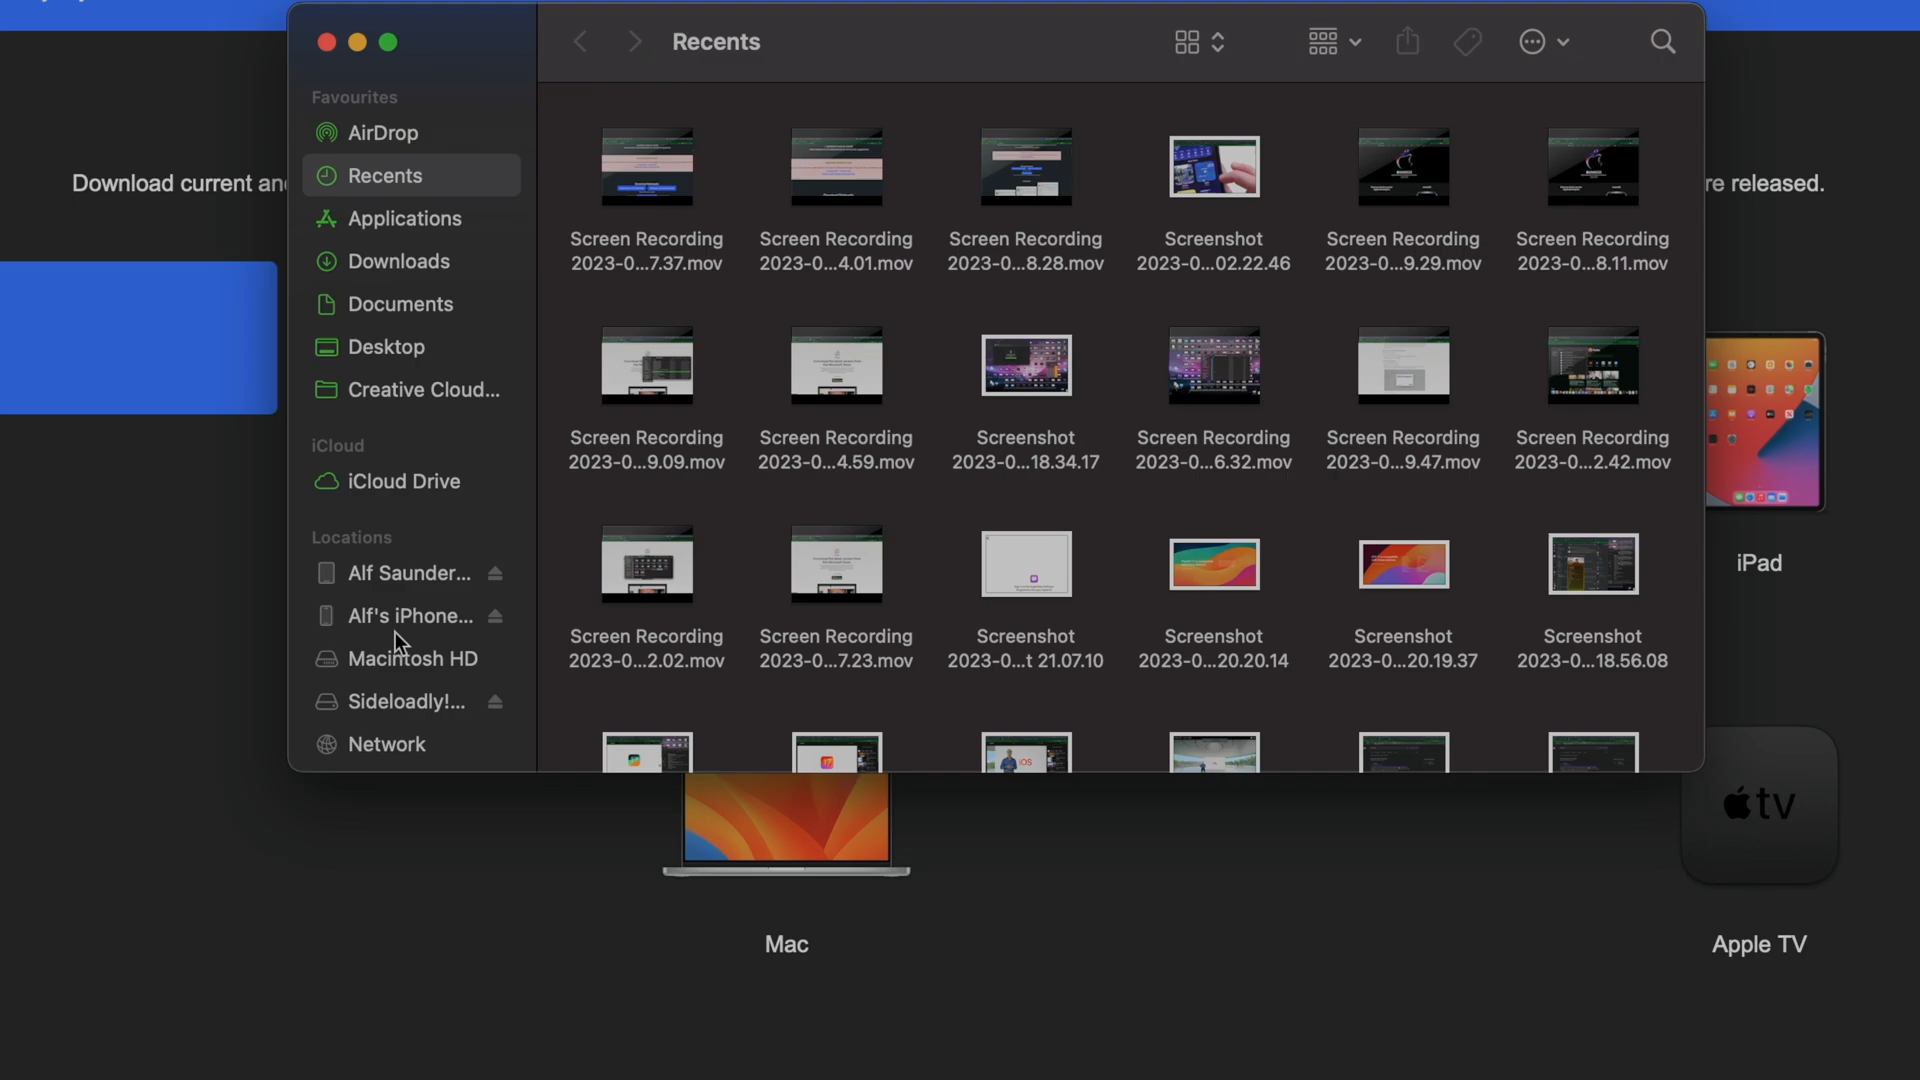 Recents
Favourites
AirDrop
Recents
Applications
Downloads
Documents
Desktop
Creative Cloud...
iCloud
iCloud Drive
Locations
Alf Saunder...
Alf's iPhone...
Macintosh HD
Sideloadly!...
Network
Screen Recording
2023-0...7.37.mov
Screen Recording
2023-0...4.01.mov
Screen Recording
2023-0...8.28.mov
Screenshot
2023-0...02.22.46
Screen Recording
2023-0...9.29.mov
Screen Recording
2023-0...8.11.mov
Screen Recording
2023-0...9.09.mov
Screen Recording
2023-0...4.59.mov
Screenshot
2023-0...18.34.17
Screen Recording
2023-0...6.32.mov
Screen Recording
2023-0...9.47.mov
Screen Recording
2023-0...2.42.mov
Screen Recording
2023-0...2.02.mov
Screen Recording
2023-0...7.23.mov
Screenshot
2023-0...t 21.07.10
Screenshot
2023-0...20.20.14
Screenshot
2023-0...20.19.37
Screenshot
2023-0...18.56.08
iOS
17
Download current an
re released.
iPad
tv
Mac
Apple TV